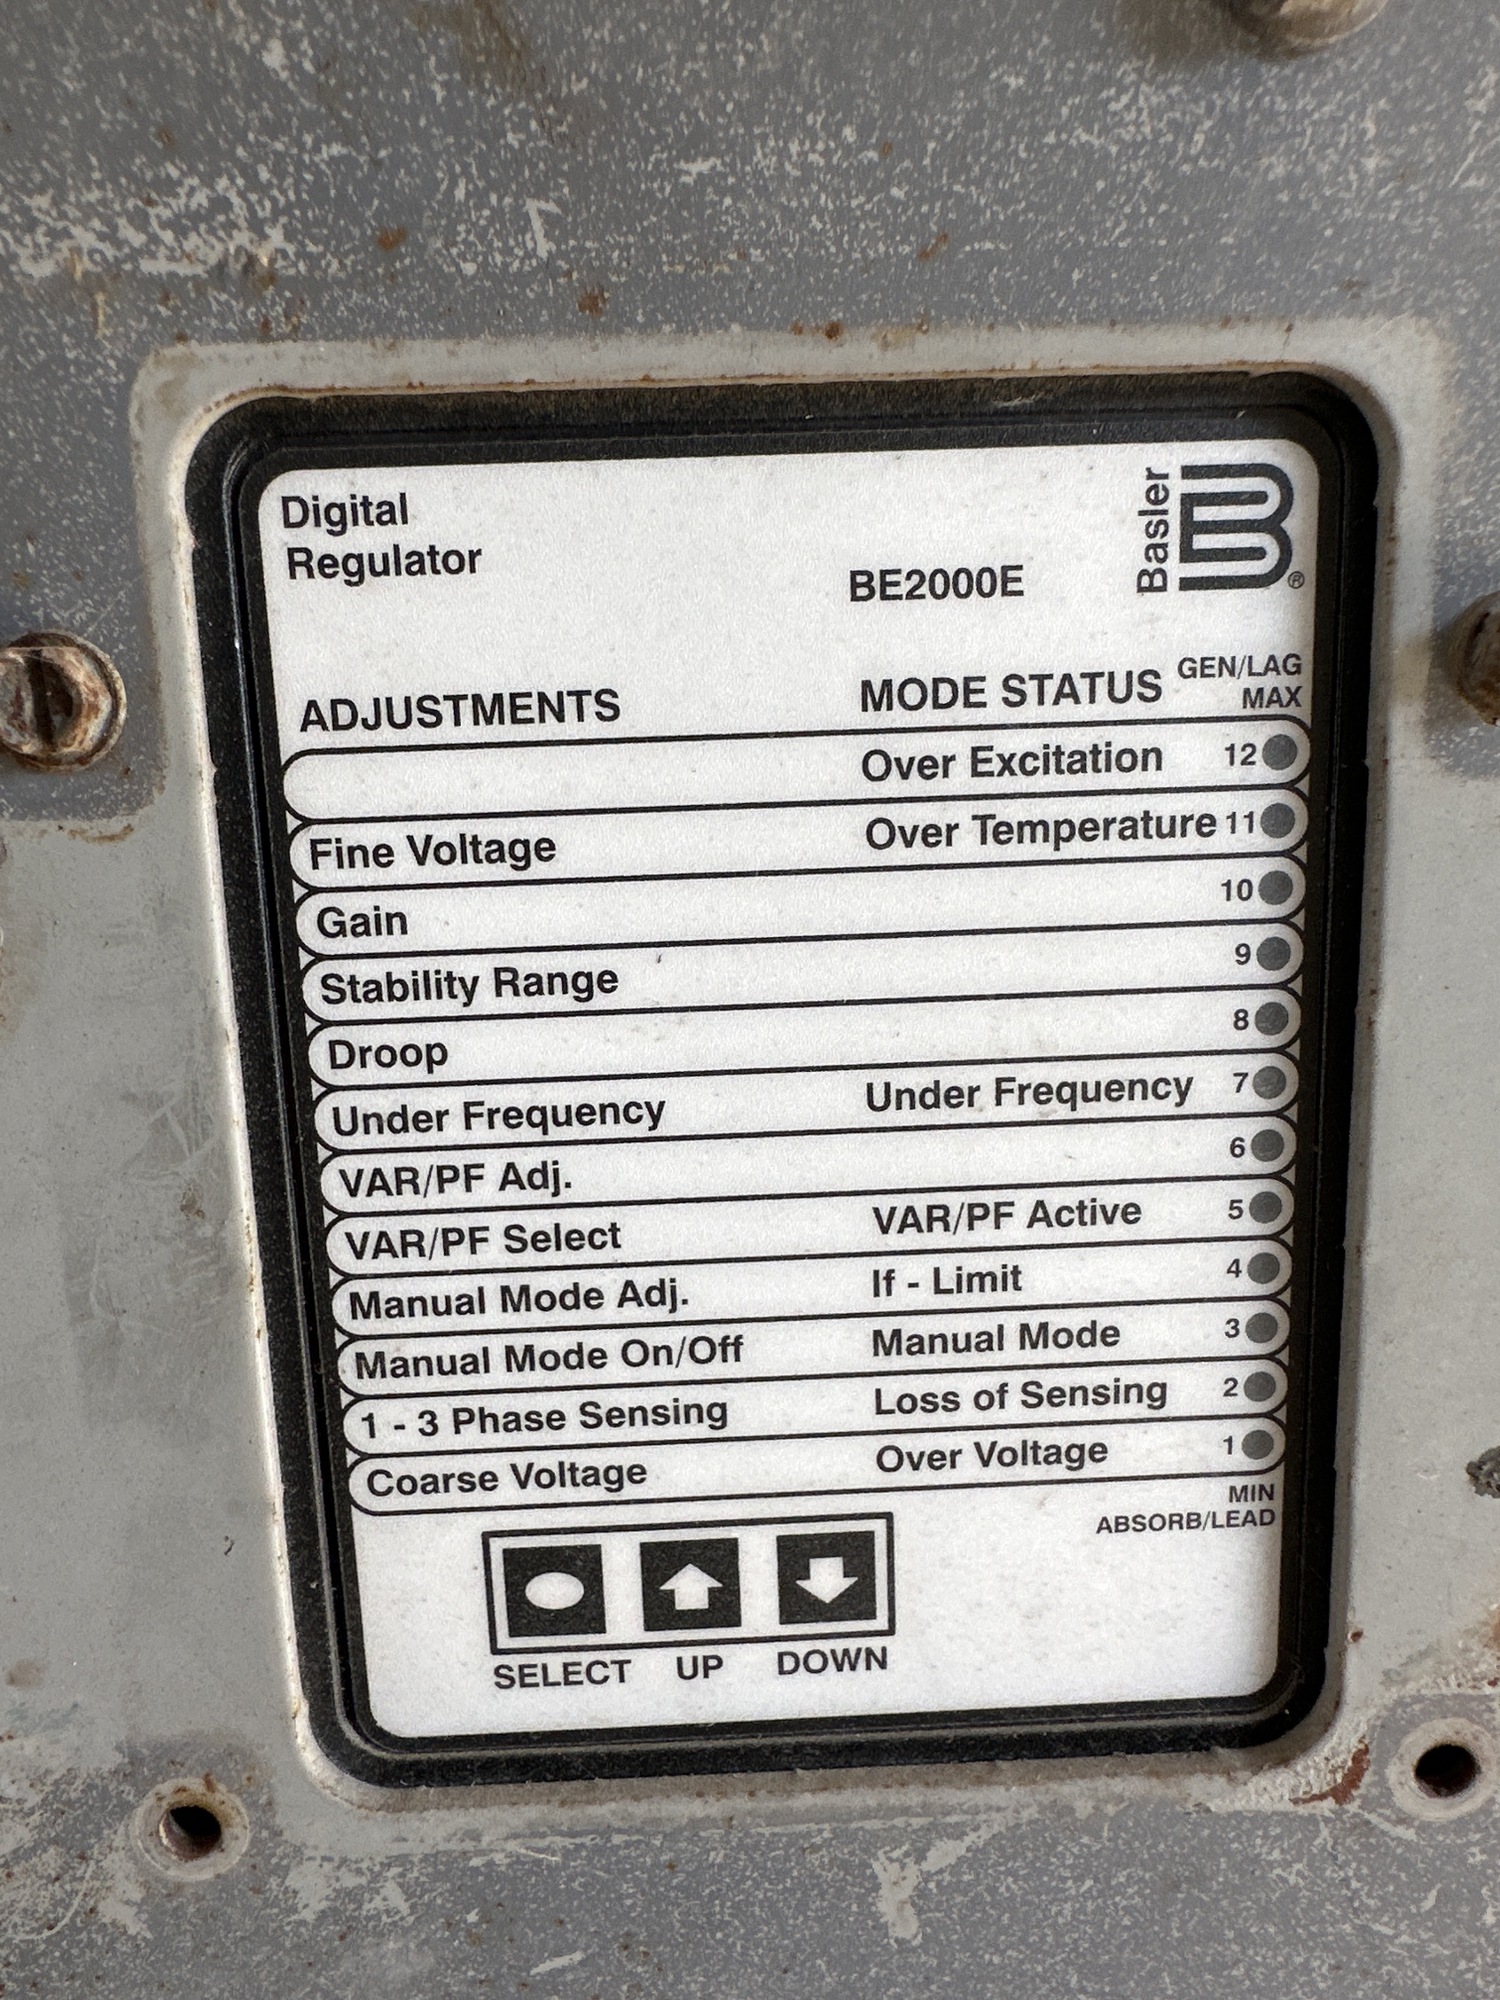 Digital
Regulator
BE2000E
Basler
®
ADJUSTMENTS MODE STATUS GEN/LAG
MAX
Over Excitation 12
Fine Voltage Over Temperature 11
Gain 10
Stability Range 9
Droop 8
Under Frequency Under Frequency 7
VAR/PF Adj. 6
VAR/PF Select VAR/PF Active 5
Manual Mode Adj. If - Limit 4
Manual Mode On/Off Manual Mode 3
1 - 3 Phase Sensing Loss of Sensing 2
Coarse Voltage Over Voltage 1
MIN
ABSORB/LEAD
SELECT UP DOWN